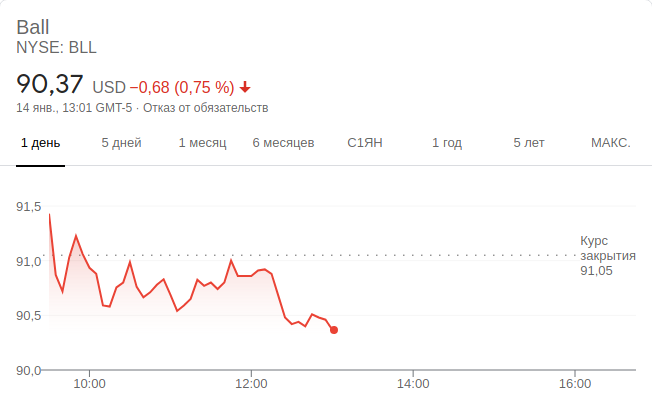 Ball
NYSE: BLL
90,37 USD −0,68 (0,75 %)
14 янв., 13:01 GMT-5 · Отказ от обязательств
1 день 5 дней 1 месяц 6 месяцев С1ЯН 1 год 5 лет МАКС.
91,5
Курс
закрытия
91,05
91,0
90,5
90,0
10:00 12:00 14:00 16:00